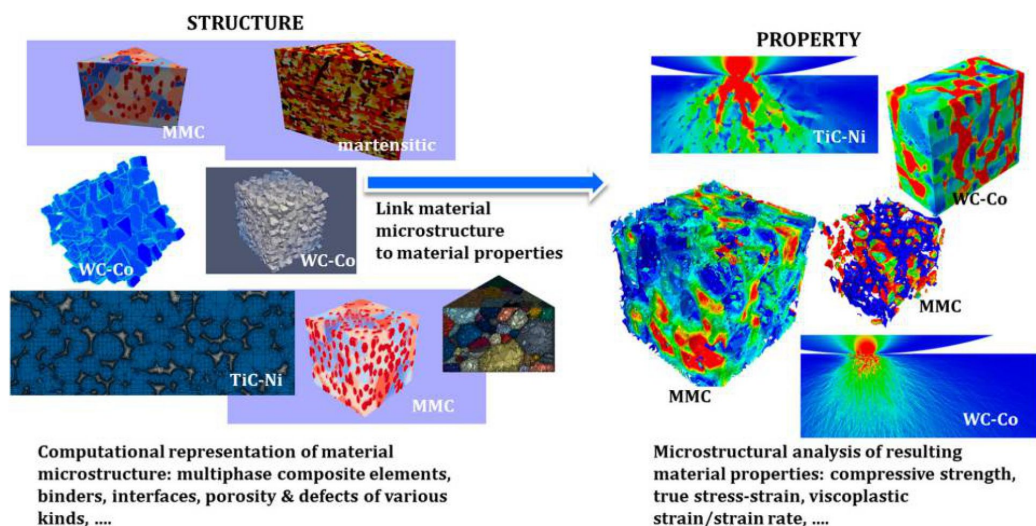 STRUCTURE
MMC
martensitic
WC-Co
WC-Co
Link material
microstructure
to material properties
TiC-Ni
MMC
Computational representation of material
microstructure: multiphase composite elements,
binders, interfaces, porosity & defects of various
kinds, ....
PROPERTY
TiC-Ni
WC-Co
MMC
MMC
WC-Co
Microstructural analysis of resulting
material properties: compressive strength,
true stress-strain, viscoplastic
strain/strain rate, ....